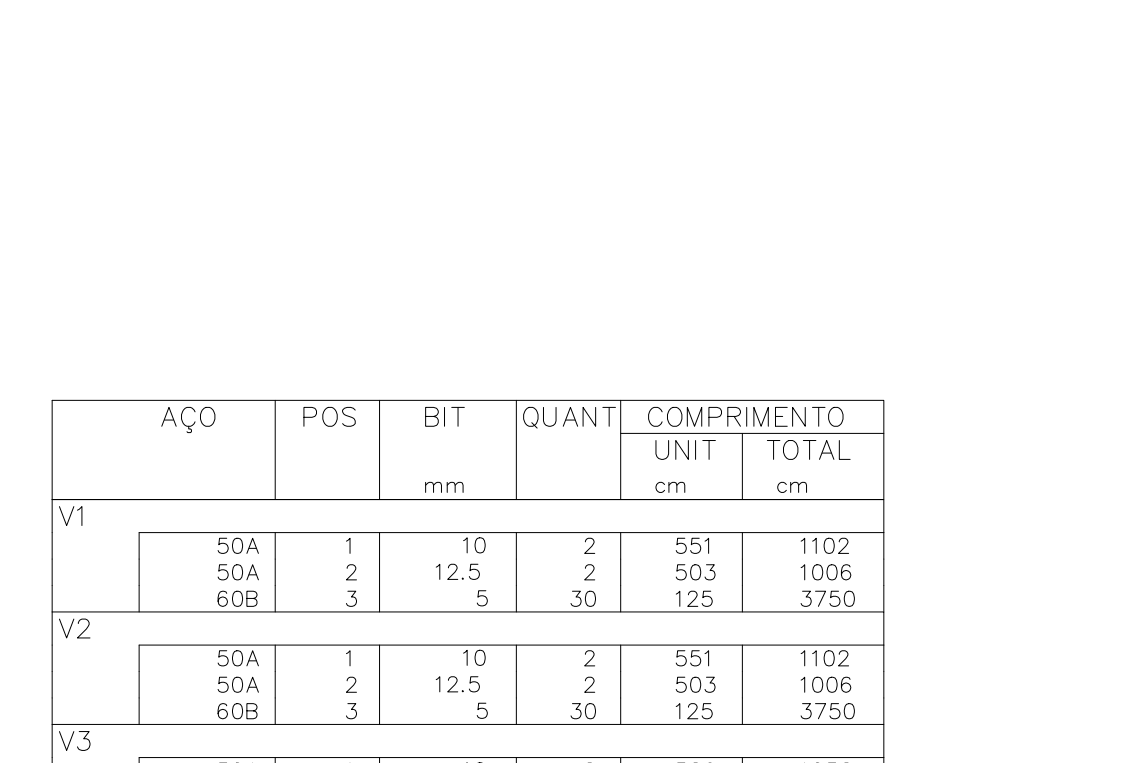 AÇO POS BIT QUANT COMPRIMENTO
UNIT TOTAL
mm cm cm
V1
50A 1 10 2 551 1102
50A 2 12.5 2 503 1006
60B 3 5 30 125 3750
V2
50A 1 10 2 551 1102
50A 2 12.5 2 503 1006
60B 3 5 30 125 3750
V3